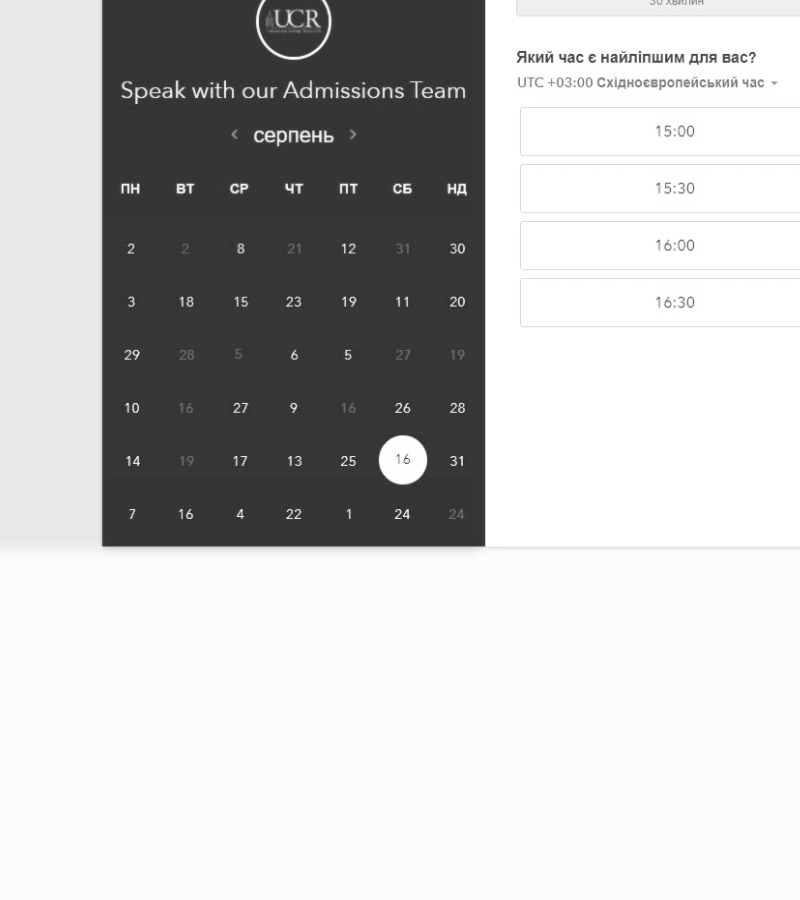 UCR
Speak with our Admissions Team
серпень
ПН ВТ СР ЧТ ПТ СБ НД
2 2 8 21 12 31 30
3 18 15 23 19 11 20
29 28 5 6 5 27 19
10 16 27 9 16 26 28
14 19 17 13 25 16 31
7 16 4 22 1 24 24
30 хвилин
Який час є найліпшим для вас?
UTC +03:00 Східноєвропейський час
15:00
15:30
16:00
16:30